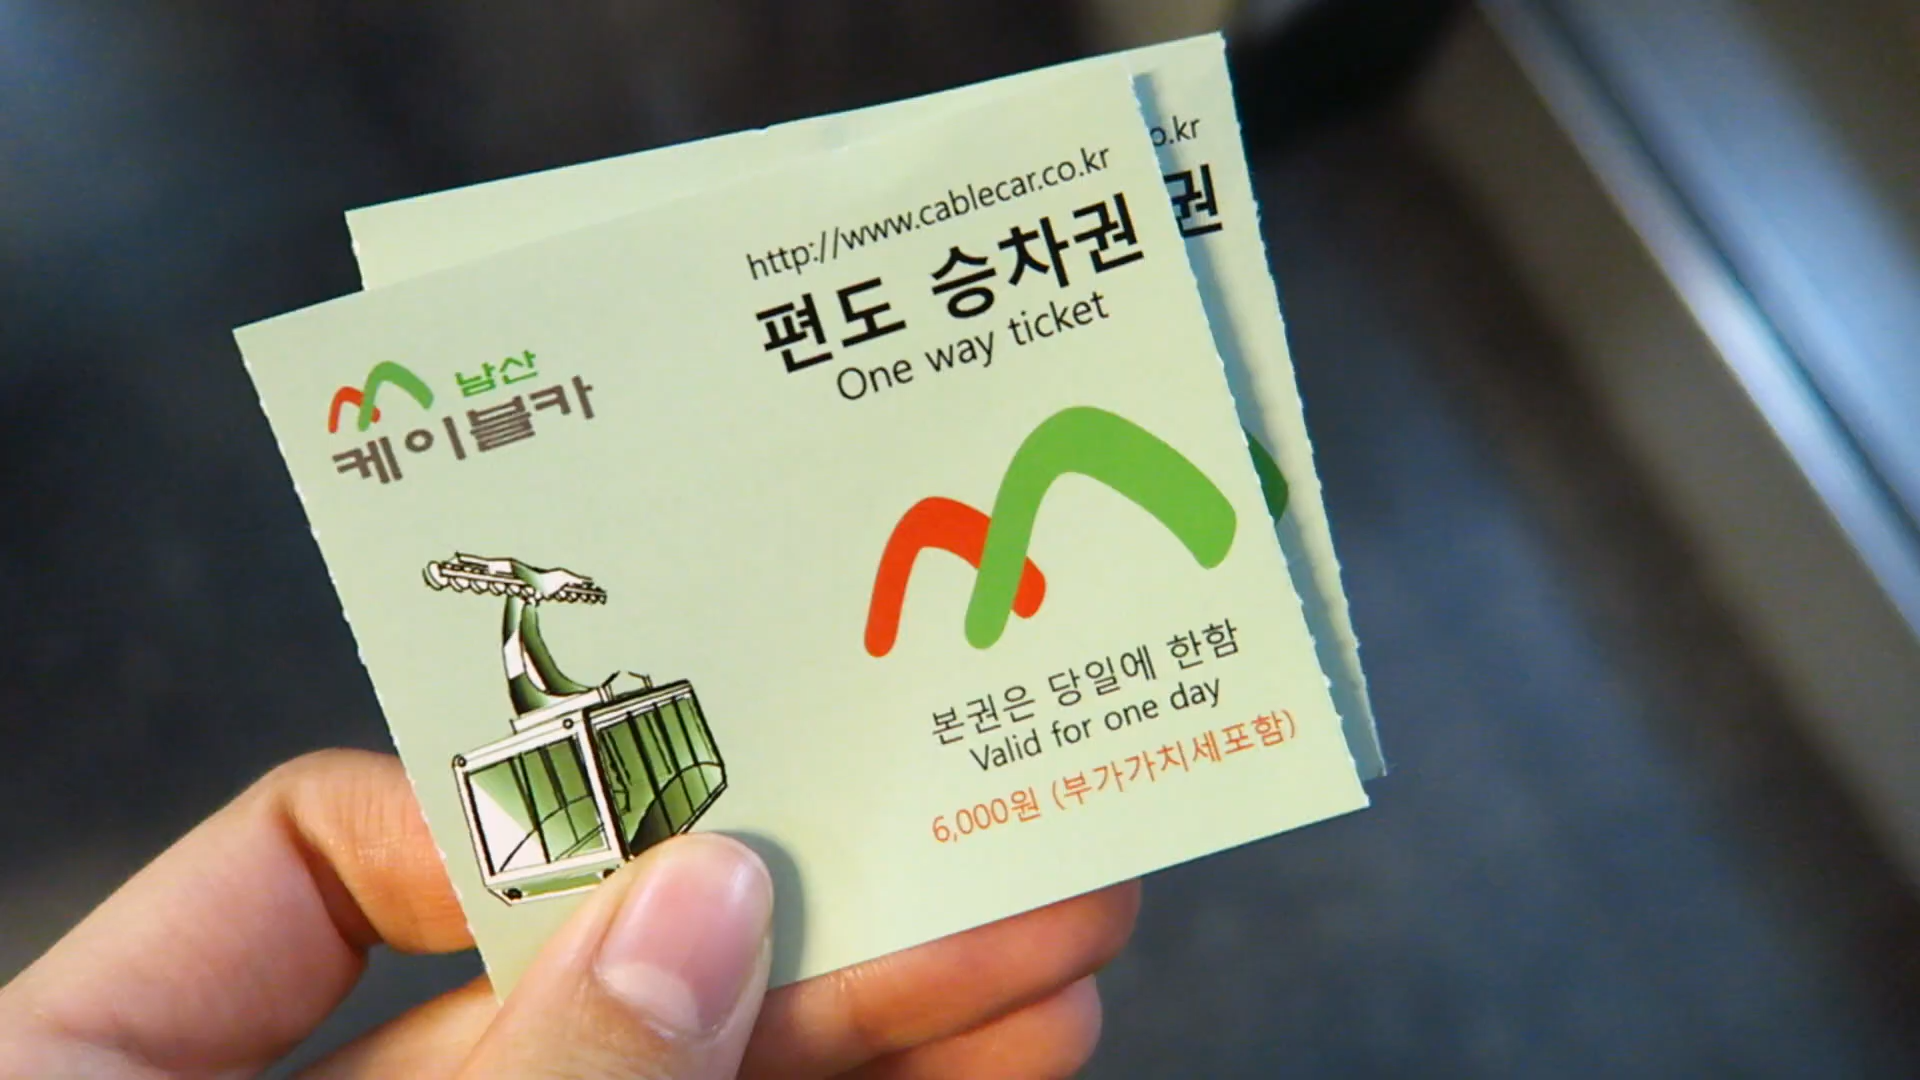 http://www.cablecar.co.kr
편도 승차권
One way ticket
남산
케이블카
본권은 당일에 한함
Valid for one day
6,000원 (부가가치세포함)
o.kr
권